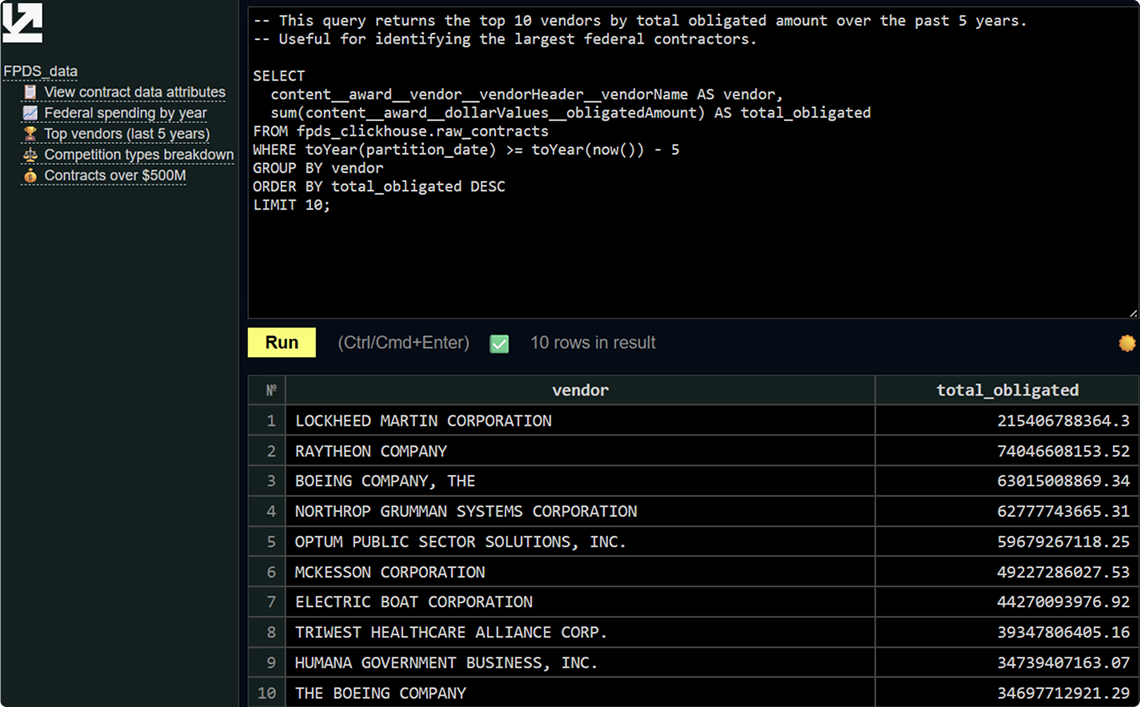 FPDS_data
View contract data attributes
Federal spending by year
Top vendors (last 5 years)
Competition types breakdown
Contracts over $500M
-- This query returns the top 10 vendors by total obligated amount over the past 5 years.
-- Useful for identifying the largest federal contractors.
SELECT
content__award__vendor__vendorHeader__vendorName AS vendor,
sum(content__award__dollarValues__obligatedAmount) AS total_obligated
FROM fpds_clickhouse.raw_contracts
WHERE toYear(partition_date) >= toYear(now()) - 5
GROUP BY vendor
ORDER BY total_obligated DESC
LIMIT 10;
Run (Ctrl/Cmd+Enter) 10 rows in result
№ vendor total_obligated
1 LOCKHEED MARTIN CORPORATION 215406788364.3
2 RAYTHEON COMPANY 74046608153.52
3 BOEING COMPANY, THE 63015008869.34
4 NORTHROP GRUMMAN SYSTEMS CORPORATION 62777743665.31
5 OPTUM PUBLIC SECTOR SOLUTIONS, INC. 59679267118.25
6 MCKESSON CORPORATION 49227286027.53
7 ELECTRIC BOAT CORPORATION 44270093976.92
8 TRIWEST HEALTHCARE ALLIANCE CORP. 39347806405.16
9 HUMANA GOVERNMENT BUSINESS, INC. 34739407163.07
10 THE BOEING COMPANY 34697712921.29